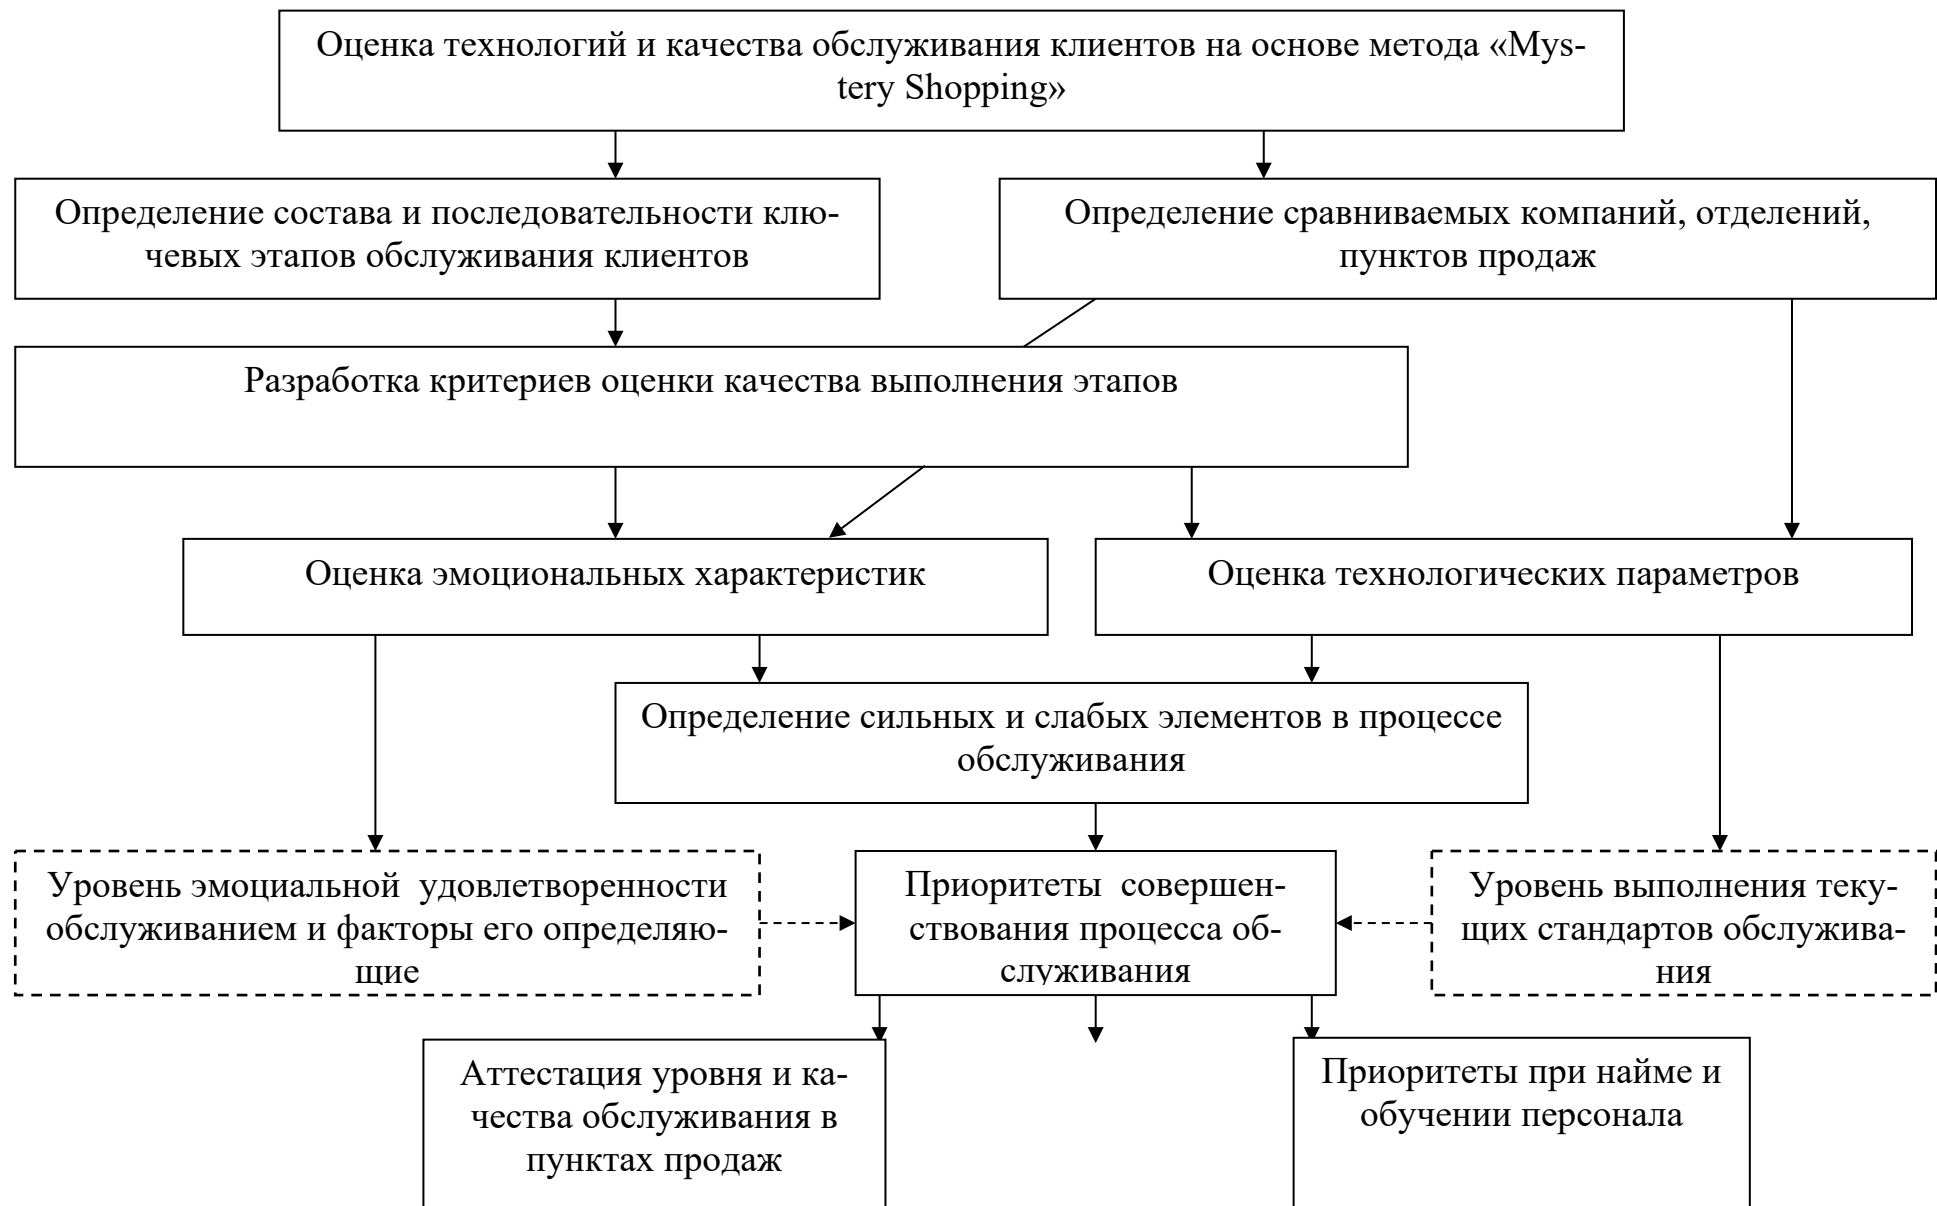 Оценка технологий и качества обслуживания клиентов на основе метода «Mys-
tery Shopping»
Определение состава и последовательности клю-
чевых этапов обслуживания клиентов
Определение сравниваемых компаний, отделений,
пунктов продаж
Разработка критериев оценки качества выполнения этапов
Оценка эмоциональных характеристик
Оценка технологических параметров
Определение сильных и слабых элементов в процессе
обслуживания
Уровень эмоциальной  удовлетворенности
обслуживанием и факторы его определяю-
щие
Приоритеты  совершен-
ствования процесса об-
служивания
Уровень выполнения теку-
щих стандартов обслужива-
ния
Аттестация уровня и ка-
чества обслуживания в
пунктах продаж
Приоритеты при найме и
обучении персонала